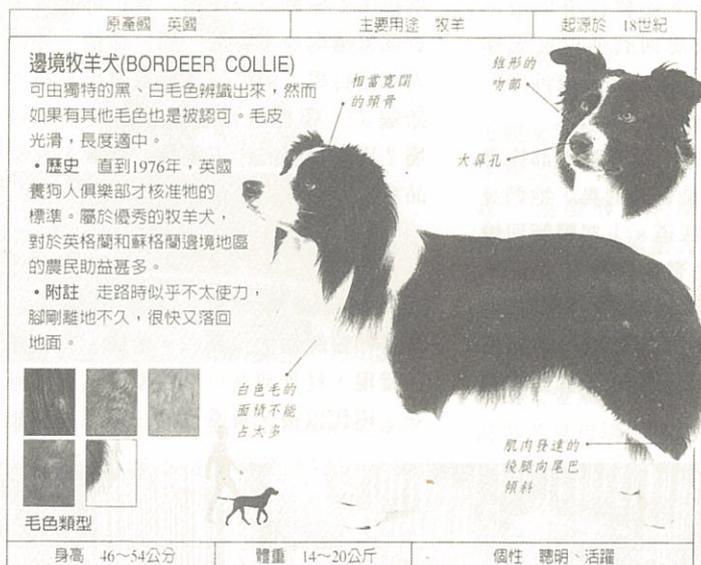 原產國 英國 主要用途 牧羊 起源於 18世紀
邊境牧羊犬(BORDEER COLLIE)
可由獨特的黑、白毛色辨識出來，然而
如果有其他毛色也是被認可。毛皮
光滑，長度適中。
•歷史 直到1976年，英國
養狗人俱樂部才核准牠的
標準。屬於優秀的牧羊犬，
對於英格蘭和蘇格蘭邊境地區
的農民助益甚多。
•附註 走路時似乎不太使力，
腳剛離地不久，很快又落回
地面。
相當寬闊
的頭骨
錐形的
吻部
大鼻孔
白色毛的
面積不能
占太多
肌肉發達的
後腿向尾巴
傾斜
毛色類型
身高 46～54公分 體重 14～20公斤 個性 聰明、活躍